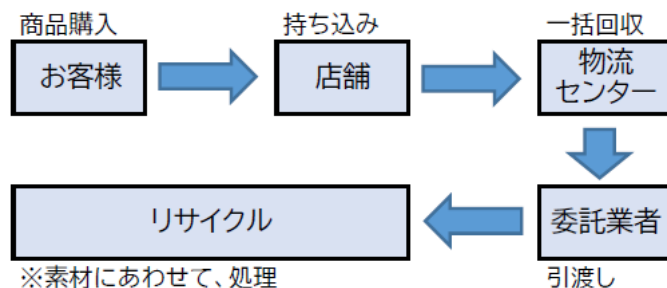 商品購入
お客様
持ち込み
店舗
一括回収
物流
センター
委託業者
引渡し
リサイクル
※素材にあわせて、処理